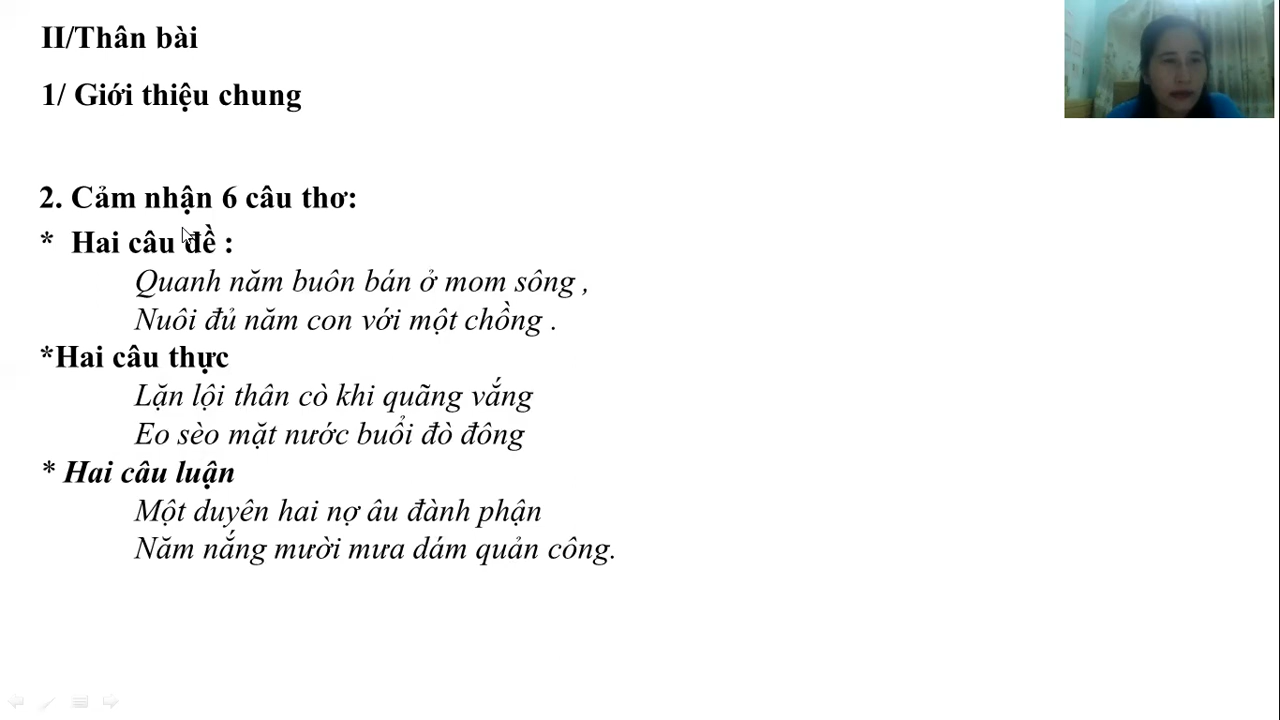 II/Thân bài
1/ Giới thiệu chung
2. Cảm nhận 6 câu thơ:
* Hai câu đề :
Quanh năm buôn bán ở mom sông ,
Nuôi đủ năm con với một chồng .
*Hai câu thực
Lặn lội thân cò khi quãng vắng
Eo sèo mặt nước buổi đò đông
* Hai câu luận
Một duyên hai nợ âu đành phận
Năm nắng mười mưa dám quản công.